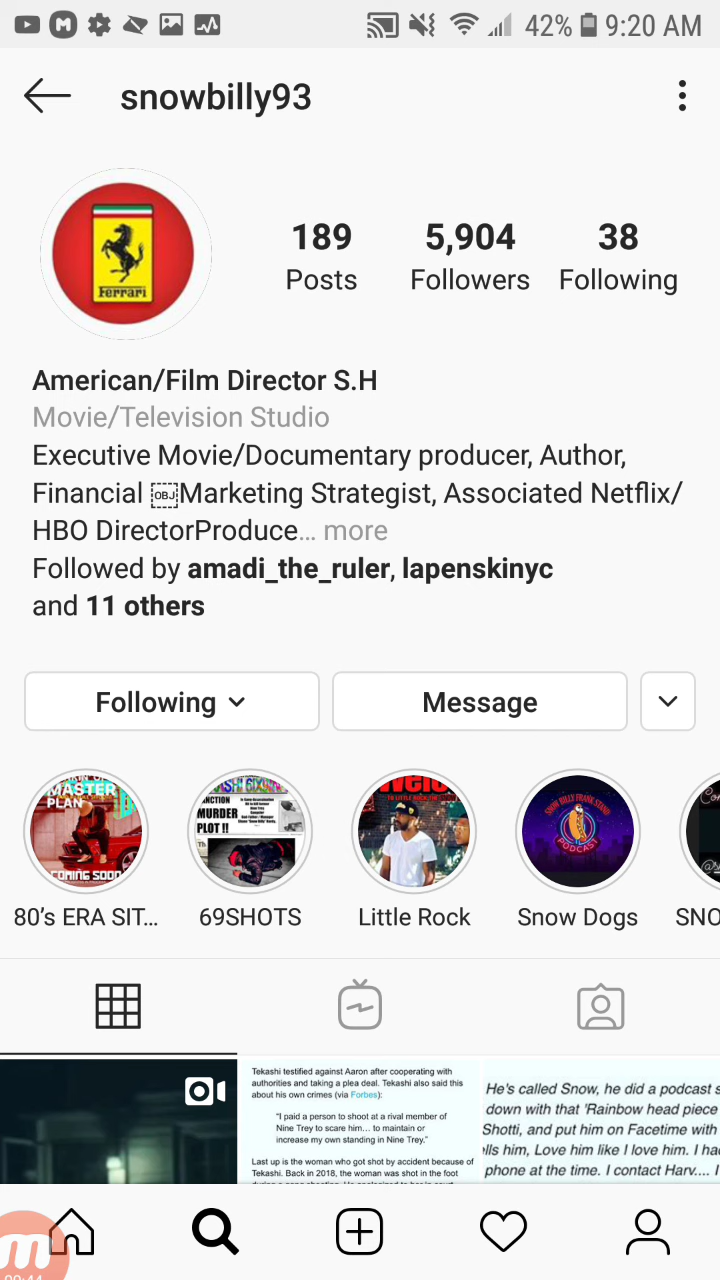 42% 9:20 AM
snowbilly93
Ferrari
189 5,904 38
Posts Followers Following
American/Film Director S.H
Movie/Television Studio
Executive Movie/Documentary producer, Author,
Financial OBJ Marketing Strategist, Associated Netflix/
HBO DirectorProduce... more
Followed by amadi_the_ruler, lapenskinyc
and 11 others
Following Message
MASTER
PLAN
COMING SOON
MURDER
PLOT !!
SNOW BILLY FRANK STAND
PODCAST
80's ERA SIT... 69SHOTS Little Rock Snow Dogs SNO
Tekashi testified against Aaron after cooperating with
authorities and taking a plea deal. Tekashi also said this
about his own crimes (via Forbes):
"I paid a person to shoot at a rival member of
Nine Trey to scare him… to maintain or
increase my own standing in Nine Trey."
Last up is the woman who got shot by accident because of
Tekashi. Back in 2018, the woman was shot in the foot
He's called Snow, he did a podcast s
down with that 'Rainbow head piece
Shotti, and put him on Facetime with
ells him, Love him like I love him. I ha
phone at the time. I contact Harv.... I